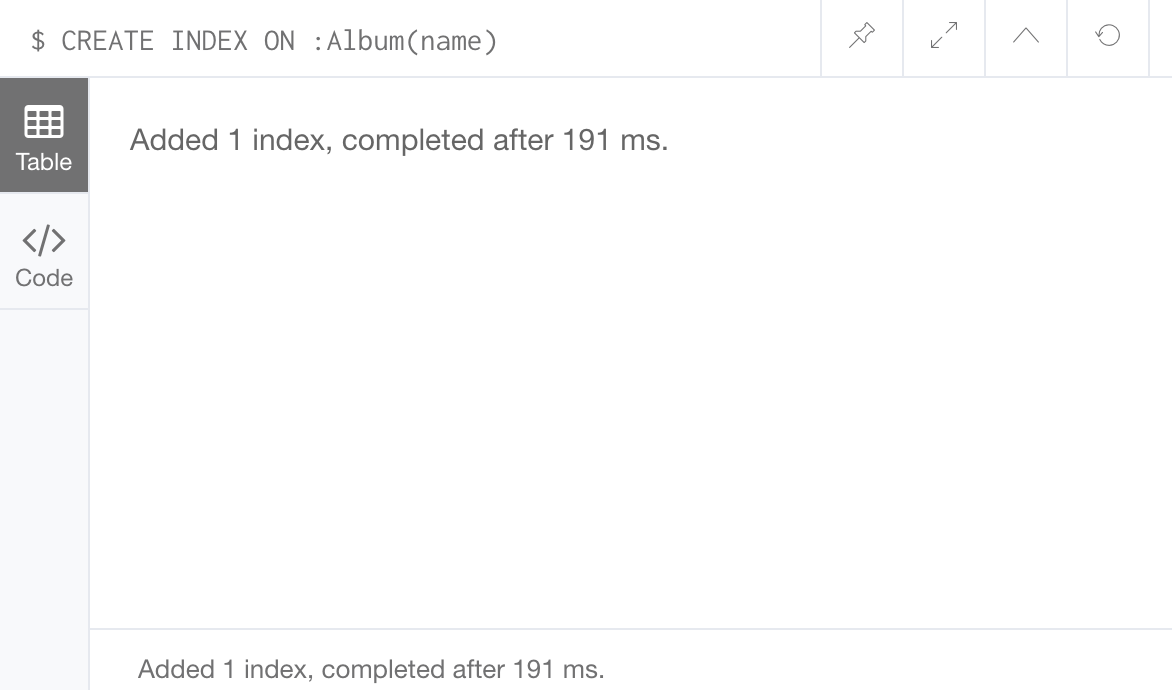 $ CREATE INDEX ON :Album(name)
Table
Added 1 index, completed after 191 ms.
Code
Added 1 index, completed after 191 ms.